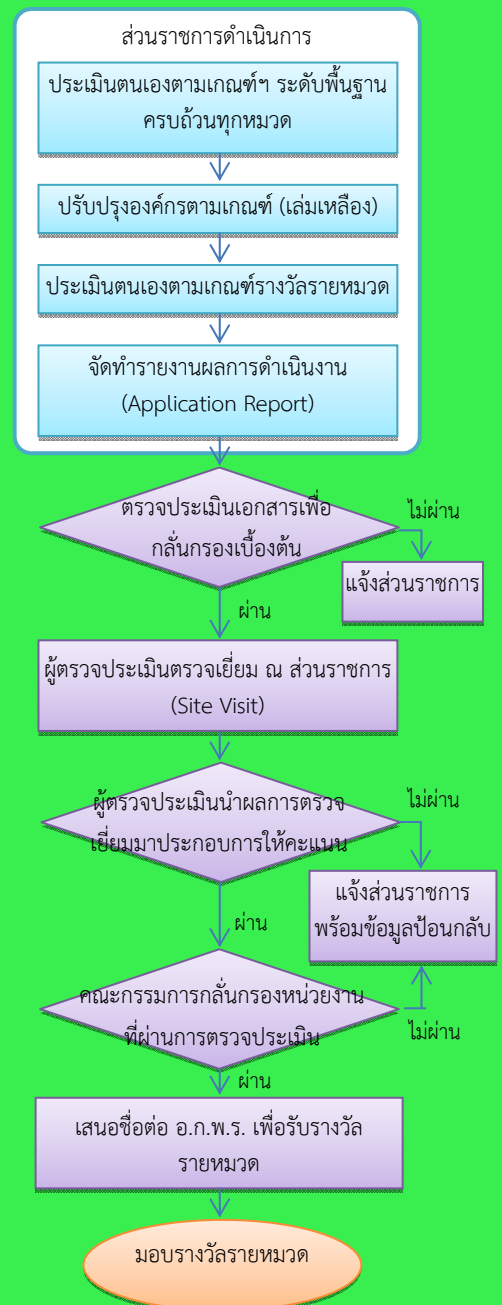 ส่วนราชการดำเนินการ
ประเมินตนเองตามเกณฑ์ฯ ระดับพื้นฐาน
ครบถ้วนทุกหมวด
ปรับปรุงองค์กรตามเกณฑ์ (เล่มเหลือง)
ประเมินตนเองตามเกณฑ์รางวัลรายหมวด
จัดทำรายงานผลการดำเนินงาน
(Application Report)
ตรวจประเมินเอกสารเพื่อ
กลั่นกรองเบื้องต้น
ไม่ผ่าน
แจ้งส่วนราชการ
ผ่าน
ผู้ตรวจประเมินตรวจเยี่ยม ณ ส่วนราชการ
(Site Visit)
ผู้ตรวจประเมินนำผลการตรวจ
เยี่ยมมาประกอบการให้คะแนน
ไม่ผ่าน
แจ้งส่วนราชการ
พร้อมข้อมูลป้อนกลับ
ผ่าน
คณะกรรมการกลั่นกรองหน่วยงาน
ที่ผ่านการตรวจประเมิน
ไม่ผ่าน
ผ่าน
เสนอชื่อต่อ อ.ก.พ.ร. เพื่อรับรางวัล
รายหมวด
มอบรางวัลรายหมวด